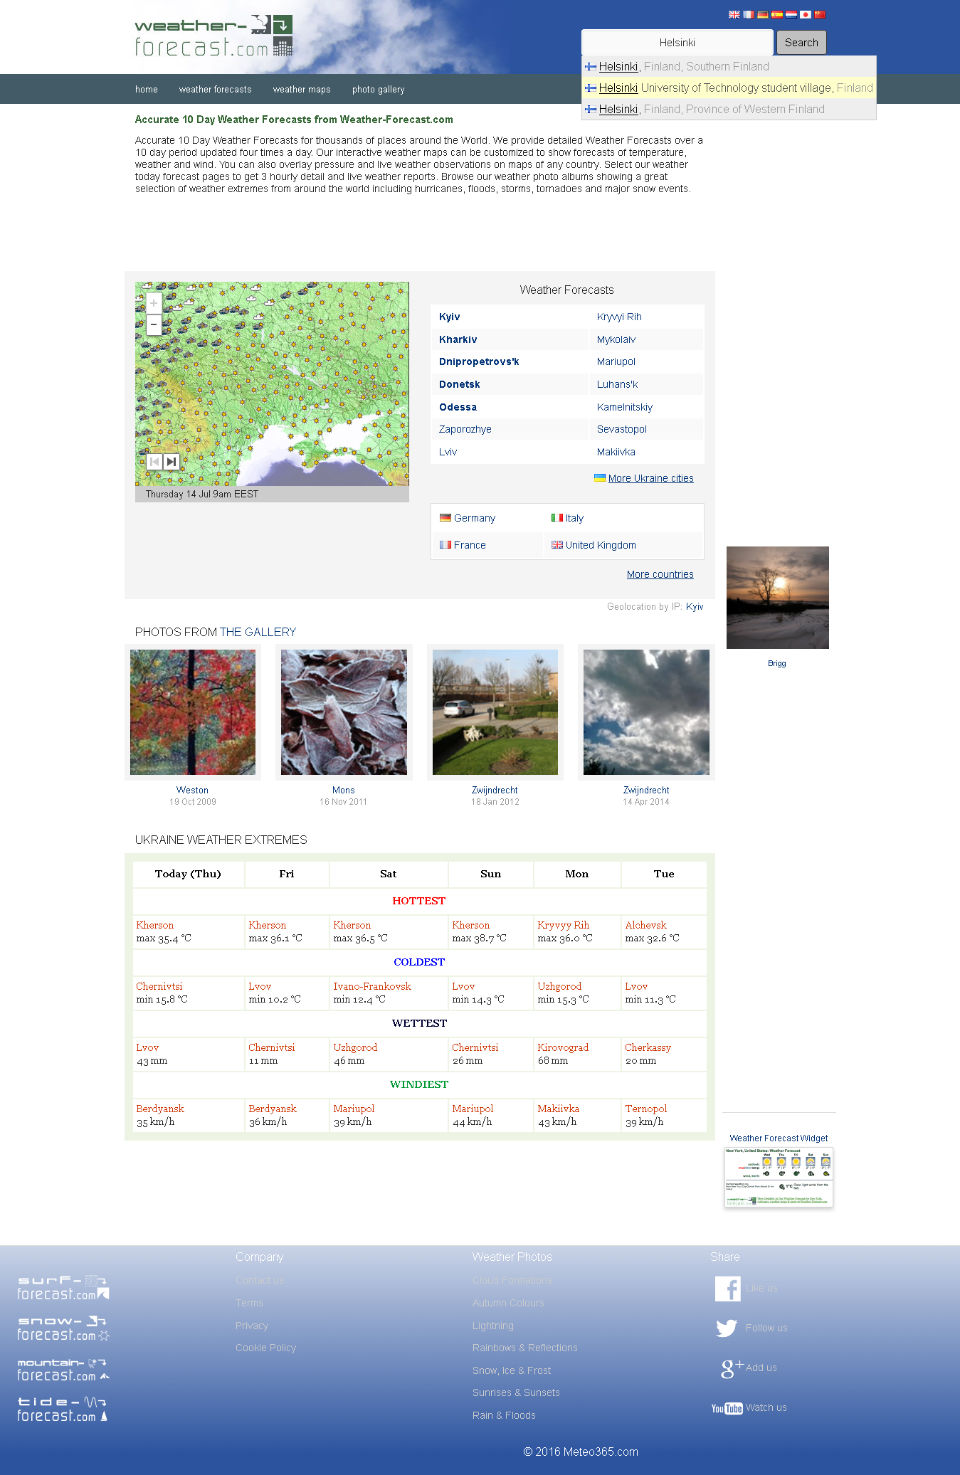 weather-
forecast.com
Helsinki
Search
Helsinki, Finland, Southern Finland
Helsinki University of Technology student village, Finland
Helsinki, Finland, Province of Western Finland
home weather forecasts weather maps photo gallery
Accurate 10 Day Weather Forecasts from Weather-Forecast.com
Accurate 10 Day Weather Forecasts for thousands of places around the World. We provide detailed Weather Forecasts over a
10 day period updated four times a day. Our interactive weather maps can be customized to show forecasts of temperature,
weather and wind. You can also overlay pressure and live weather observations on maps of any country. Select our weather
today forecast pages to get 3 hourly detail and live weather reports. Browse our weather photo albums showing a great
selection of weather extremes from around the world including hurricanes, floods, storms, tornadoes and major snow events.
+
−
Thursday 14 Jul 9am EEST
Weather Forecasts
Kyiv Kryvyi Rih
Kharkiv Mykolaiv
Dnipropetrovs'k Mariupol
Donetsk Luhans'k
Odessa Kamelnitskiy
Zaporozhye Sevastopol
Lviv Makiivka
More Ukraine cities
Germany Italy
France United Kingdom
More countries
Geolocation by IP: Kyiv
Brigg
PHOTOS FROM THE GALLERY
Weston Mons Zwijndrecht Zwijndrecht
19 Oct 2009 16 Nov 2011 18 Jan 2012 14 Apr 2014
UKRAINE WEATHER EXTREMES
Today (Thu) Fri Sat Sun Mon Tue
HOTTEST
Kherson Kherson Kherson Kherson Kryvyy Rih Alchevsk
max 35.4 °C max 36.1 °C max 36.5 °C max 38.7 °C max 36.0 °C max 32.6 °C
COLDEST
Chernivtsi Lvov Ivano-Frankovsk Lvov Uzhgorod Lvov
min 15.8 °C min 10.2 °C min 12.4 °C min 14.3 °C min 15.3 °C min 11.3 °C
WETTEST
Lvov Chernivtsi Uzhgorod Chernivtsi Kirovograd Cherkassy
43 mm 11 mm 46 mm 26 mm 68 mm 20 mm
WINDIEST
Berdyansk Berdyansk Mariupol Mariupol Makiivka Ternopol
35 km/h 36 km/h 39 km/h 44 km/h 43 km/h 39 km/h
Weather Forecast Widget
New York, United States: Weather Forecast
surf-
forecast.com
snow-
forecast.com
mountain-
forecast.com
tide-
forecast.com
Company
Contact us
Terms
Privacy
Cookie Policy
Weather Photos
Cloud Formations
Autumn Colours
Lightning
Rainbows & Reflections
Snow, Ice & Frost
Sunrises & Sunsets
Rain & Floods
Share
Like us
Follow us
g+ Add us
YouTube Watch us
© 2016 Meteo365.com